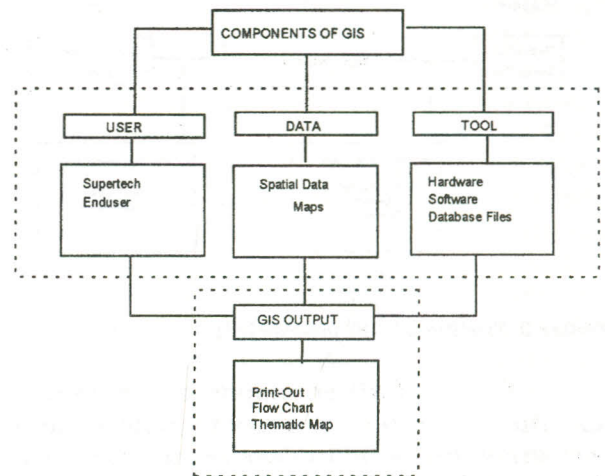 COMPONENTS OF GIS
USER
DATA
TOOL
Supertech
Enduser
Spatial Data
Maps
Hardware
Software
Database Files
GIS OUTPUT
Print-Out
Flow Chart
Thematic Map